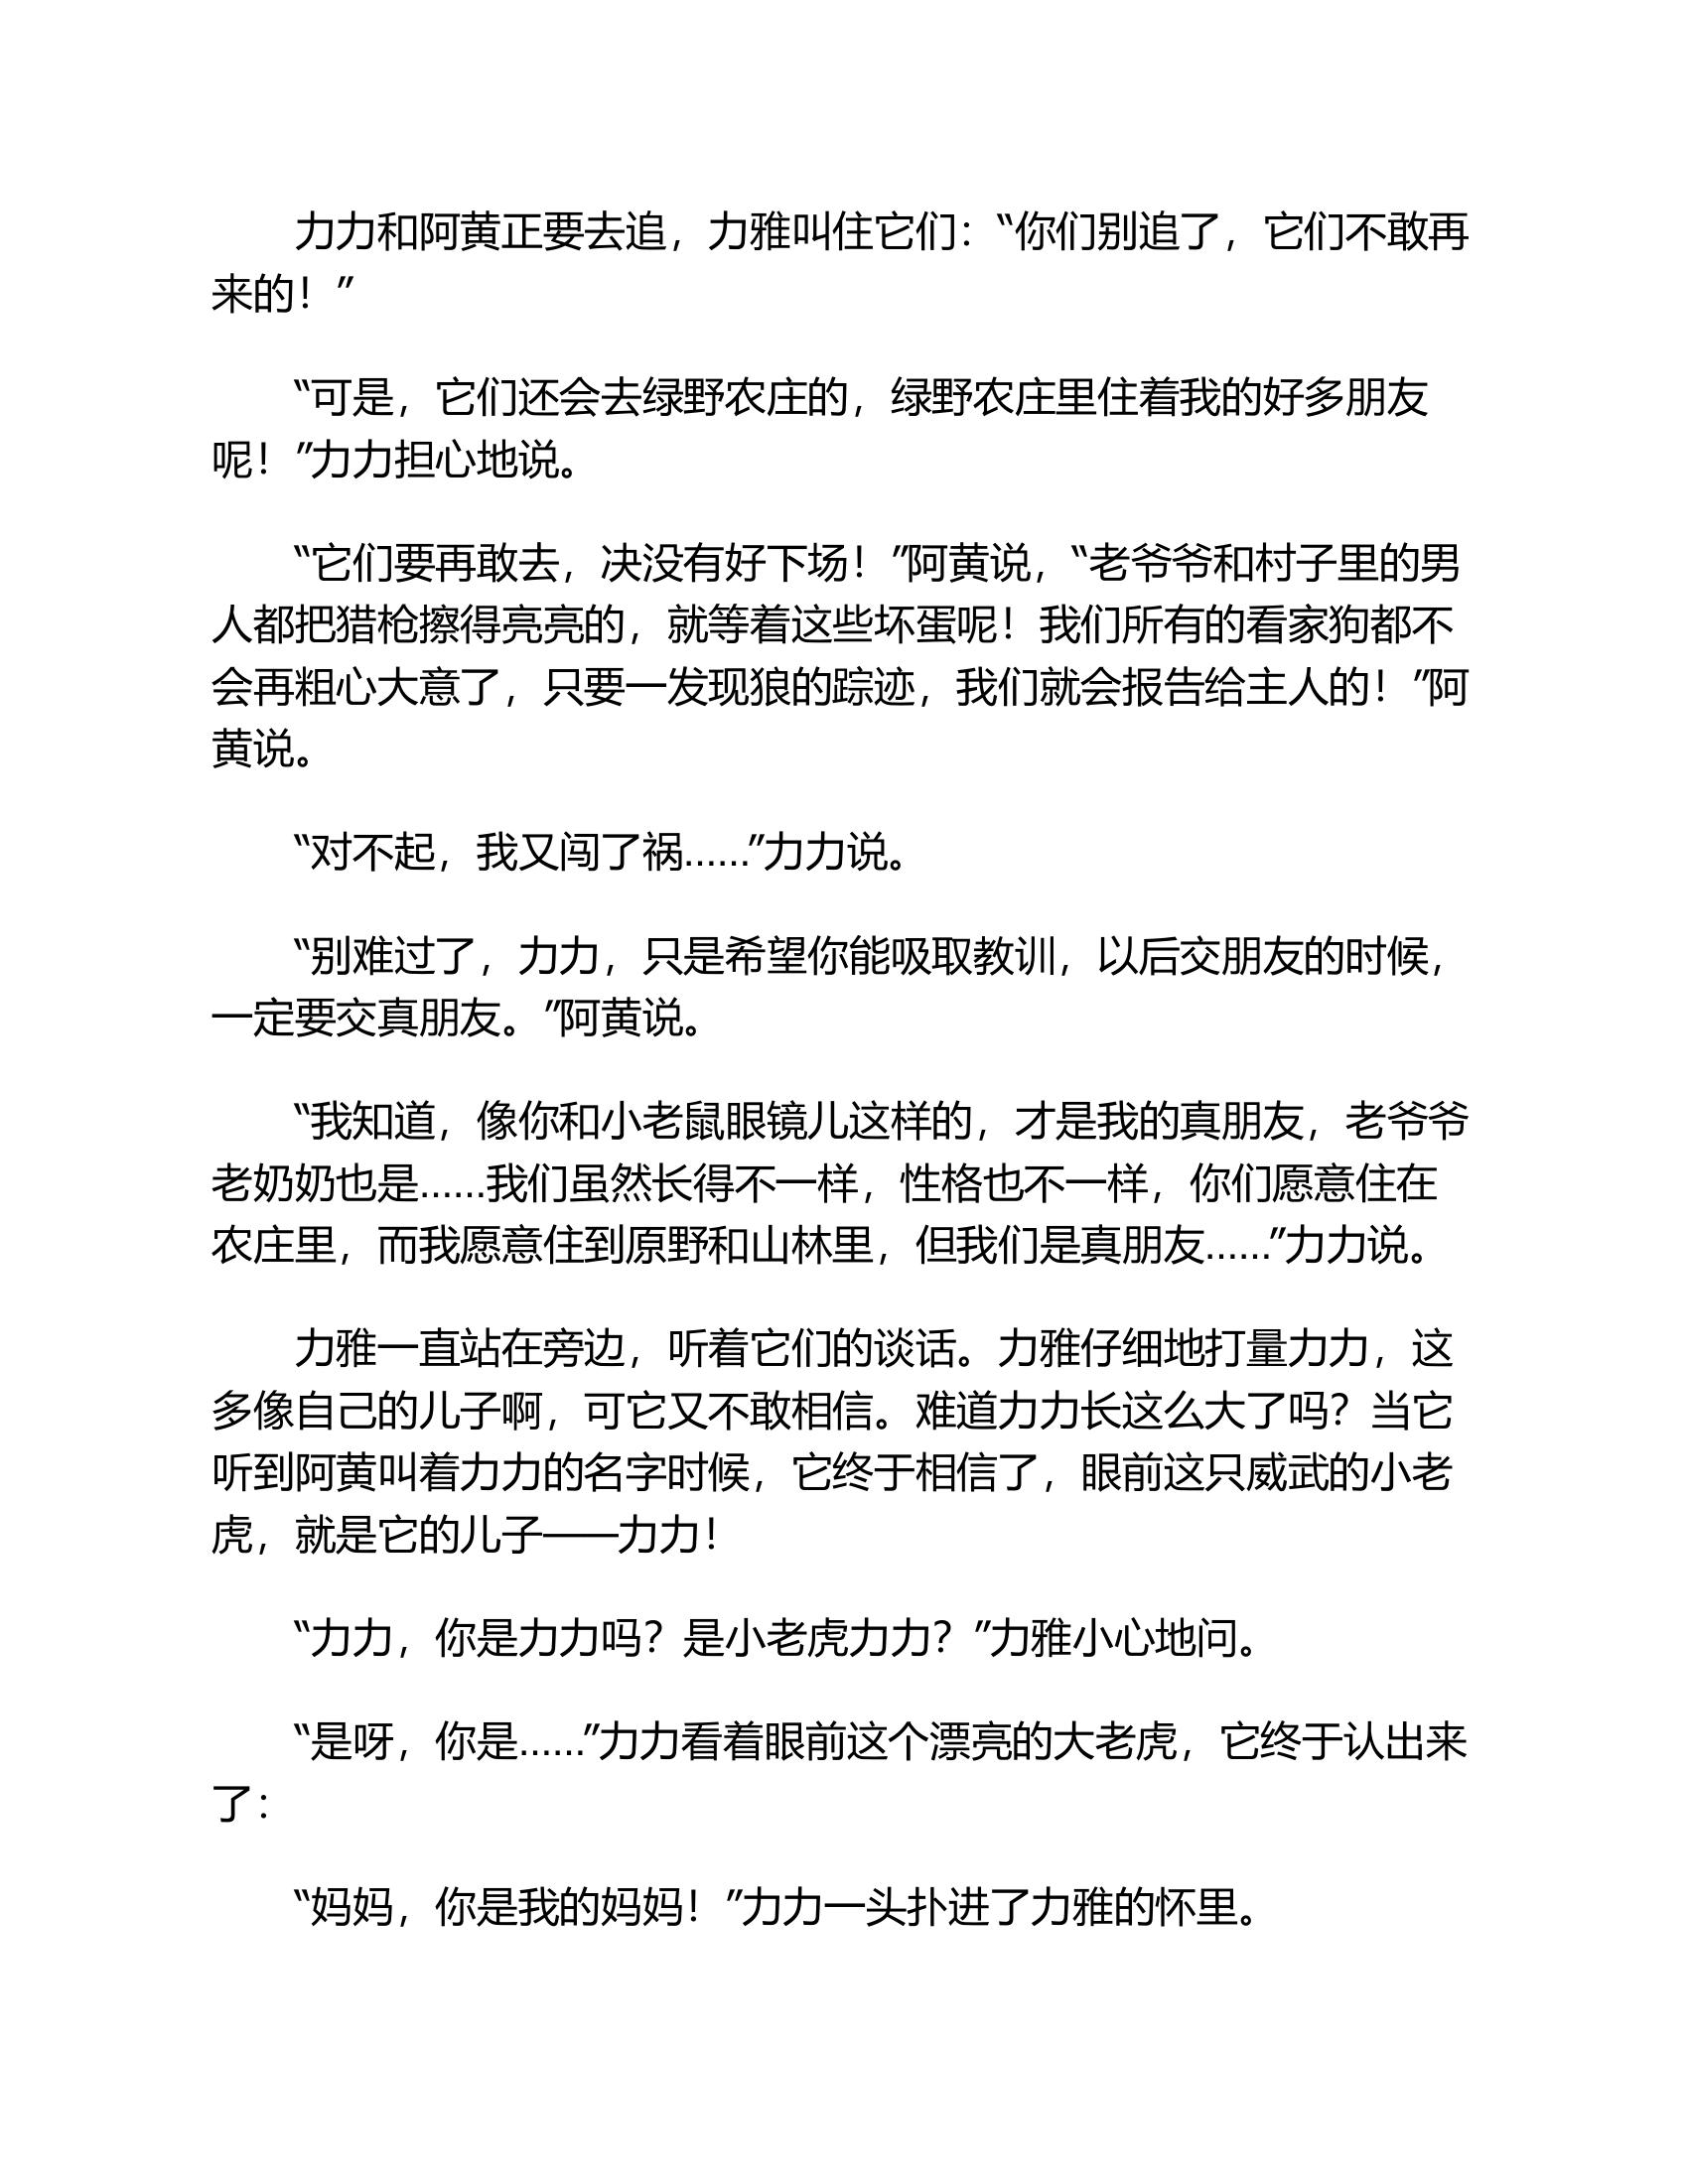 力力和阿黄正要去追，力雅叫住它们：“你们别追了，它们不敢再
来的！”
“可是，它们还会去绿野农庄的，绿野农庄里住着我的好多朋友
呢！”力力担心地说。
“它们要再敢去，决没有好下场！”阿黄说，“老爷爷和村子里的男
人都把猎枪擦得亮亮的，就等着这些坏蛋呢！我们所有的看家狗都不
会再粗心大意了，只要一发现狼的踪迹，我们就会报告给主人的！”阿
黄说。
“对不起，我又闯了祸……”力力说。
“别难过了，力力，只是希望你能吸取教训，以后交朋友的时候，
一定要交真朋友。”阿黄说。
“我知道，像你和小老鼠眼镜儿这样的，才是我的真朋友，老爷爷
老奶奶也是……我们虽然长得不一样，性格也不一样，你们愿意住在
农庄里，而我愿意住到原野和山林里，但我们是真朋友……”力力说。
力雅一直站在旁边，听着它们的谈话。力雅仔细地打量力力，这
多像自己的儿子啊，可它又不敢相信。难道力力长这么大了吗？当它
听到阿黄叫着力力的名字时候，它终于相信了，眼前这只威武的小老
虎，就是它的儿子——力力！
“力力，你是力力吗？是小老虎力力？”力雅小心地问。
“是呀，你是……”力力看着眼前这个漂亮的大老虎，它终于认出来
了：
“妈妈，你是我的妈妈！”力力一头扑进了力雅的怀里。